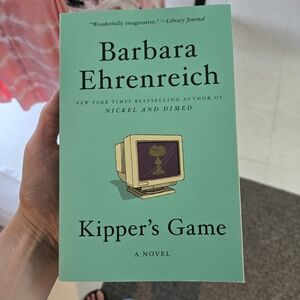 "Wonderfully imaginative." —Library Journal
Barbara
Ehrenreich
NEW YORK TIMES BESTSELLING AUTHOR OF
NICKEL AND DIMED
Kipper's Game
A NOVEL